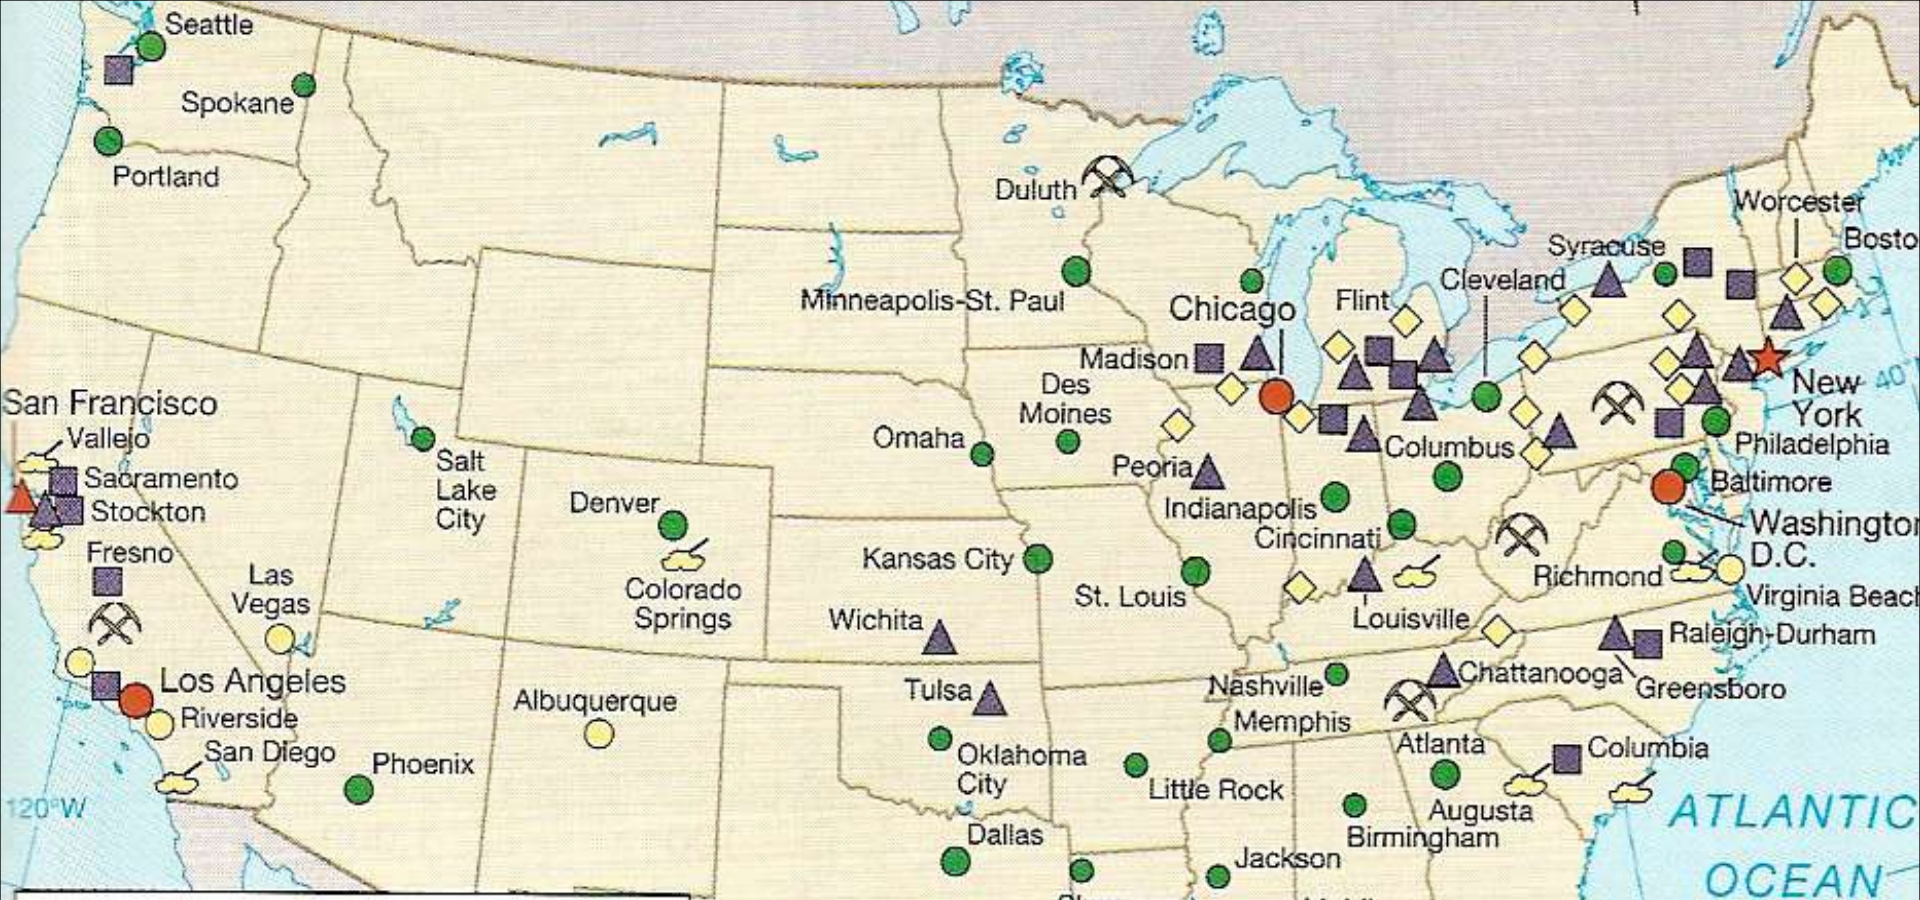 Seattle
Spokane
Portland
Duluth
Worcester
Bosto
Syracuse
Cleveland
Minneapolis-St. Paul
Flint
Chicago
Madison
Des
Moines
New
York
40°
San Francisco
Vallejo
Sacramento
Stockton
Fresno
Las
Vegas
Salt
Lake
City
Omaha
Peoria
Columbus
Philadelphia
Baltimore
Washington
D.C.
Denver
Colorado
Springs
Kansas City
Indianapolis
Cincinnati
St. Louis
Richmond
Virginia Beach
Wichita
Louisville
Raleigh-Durham
Greensboro
Chattanooga
Nashville
Memphis
Los Angeles
Riverside
San Diego
Albuquerque
Tulsa
Oklahoma
City
Phoenix
Little Rock
Atlanta
Columbia
Augusta
Birmingham
120°W
Dallas
Jackson
ATLANTIC
OCEAN